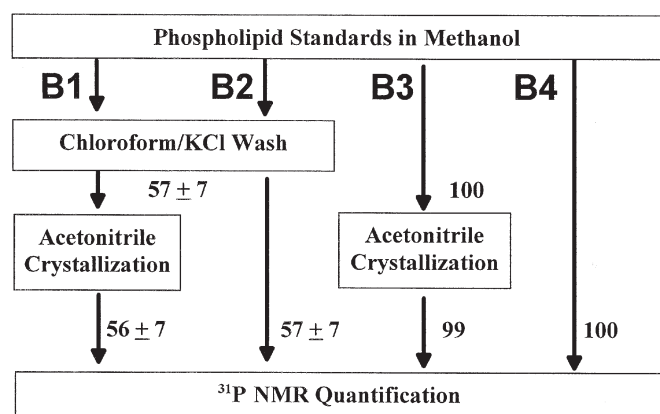 Phospholipid Standards in Methanol
B1 B2 B3 B4
Chloroform/KCl Wash
57 ± 7 100
Acetonitrile Crystallization
Acetonitrile Crystallization
56 ± 7 57 ± 7 99 100
³¹P NMR Quantification